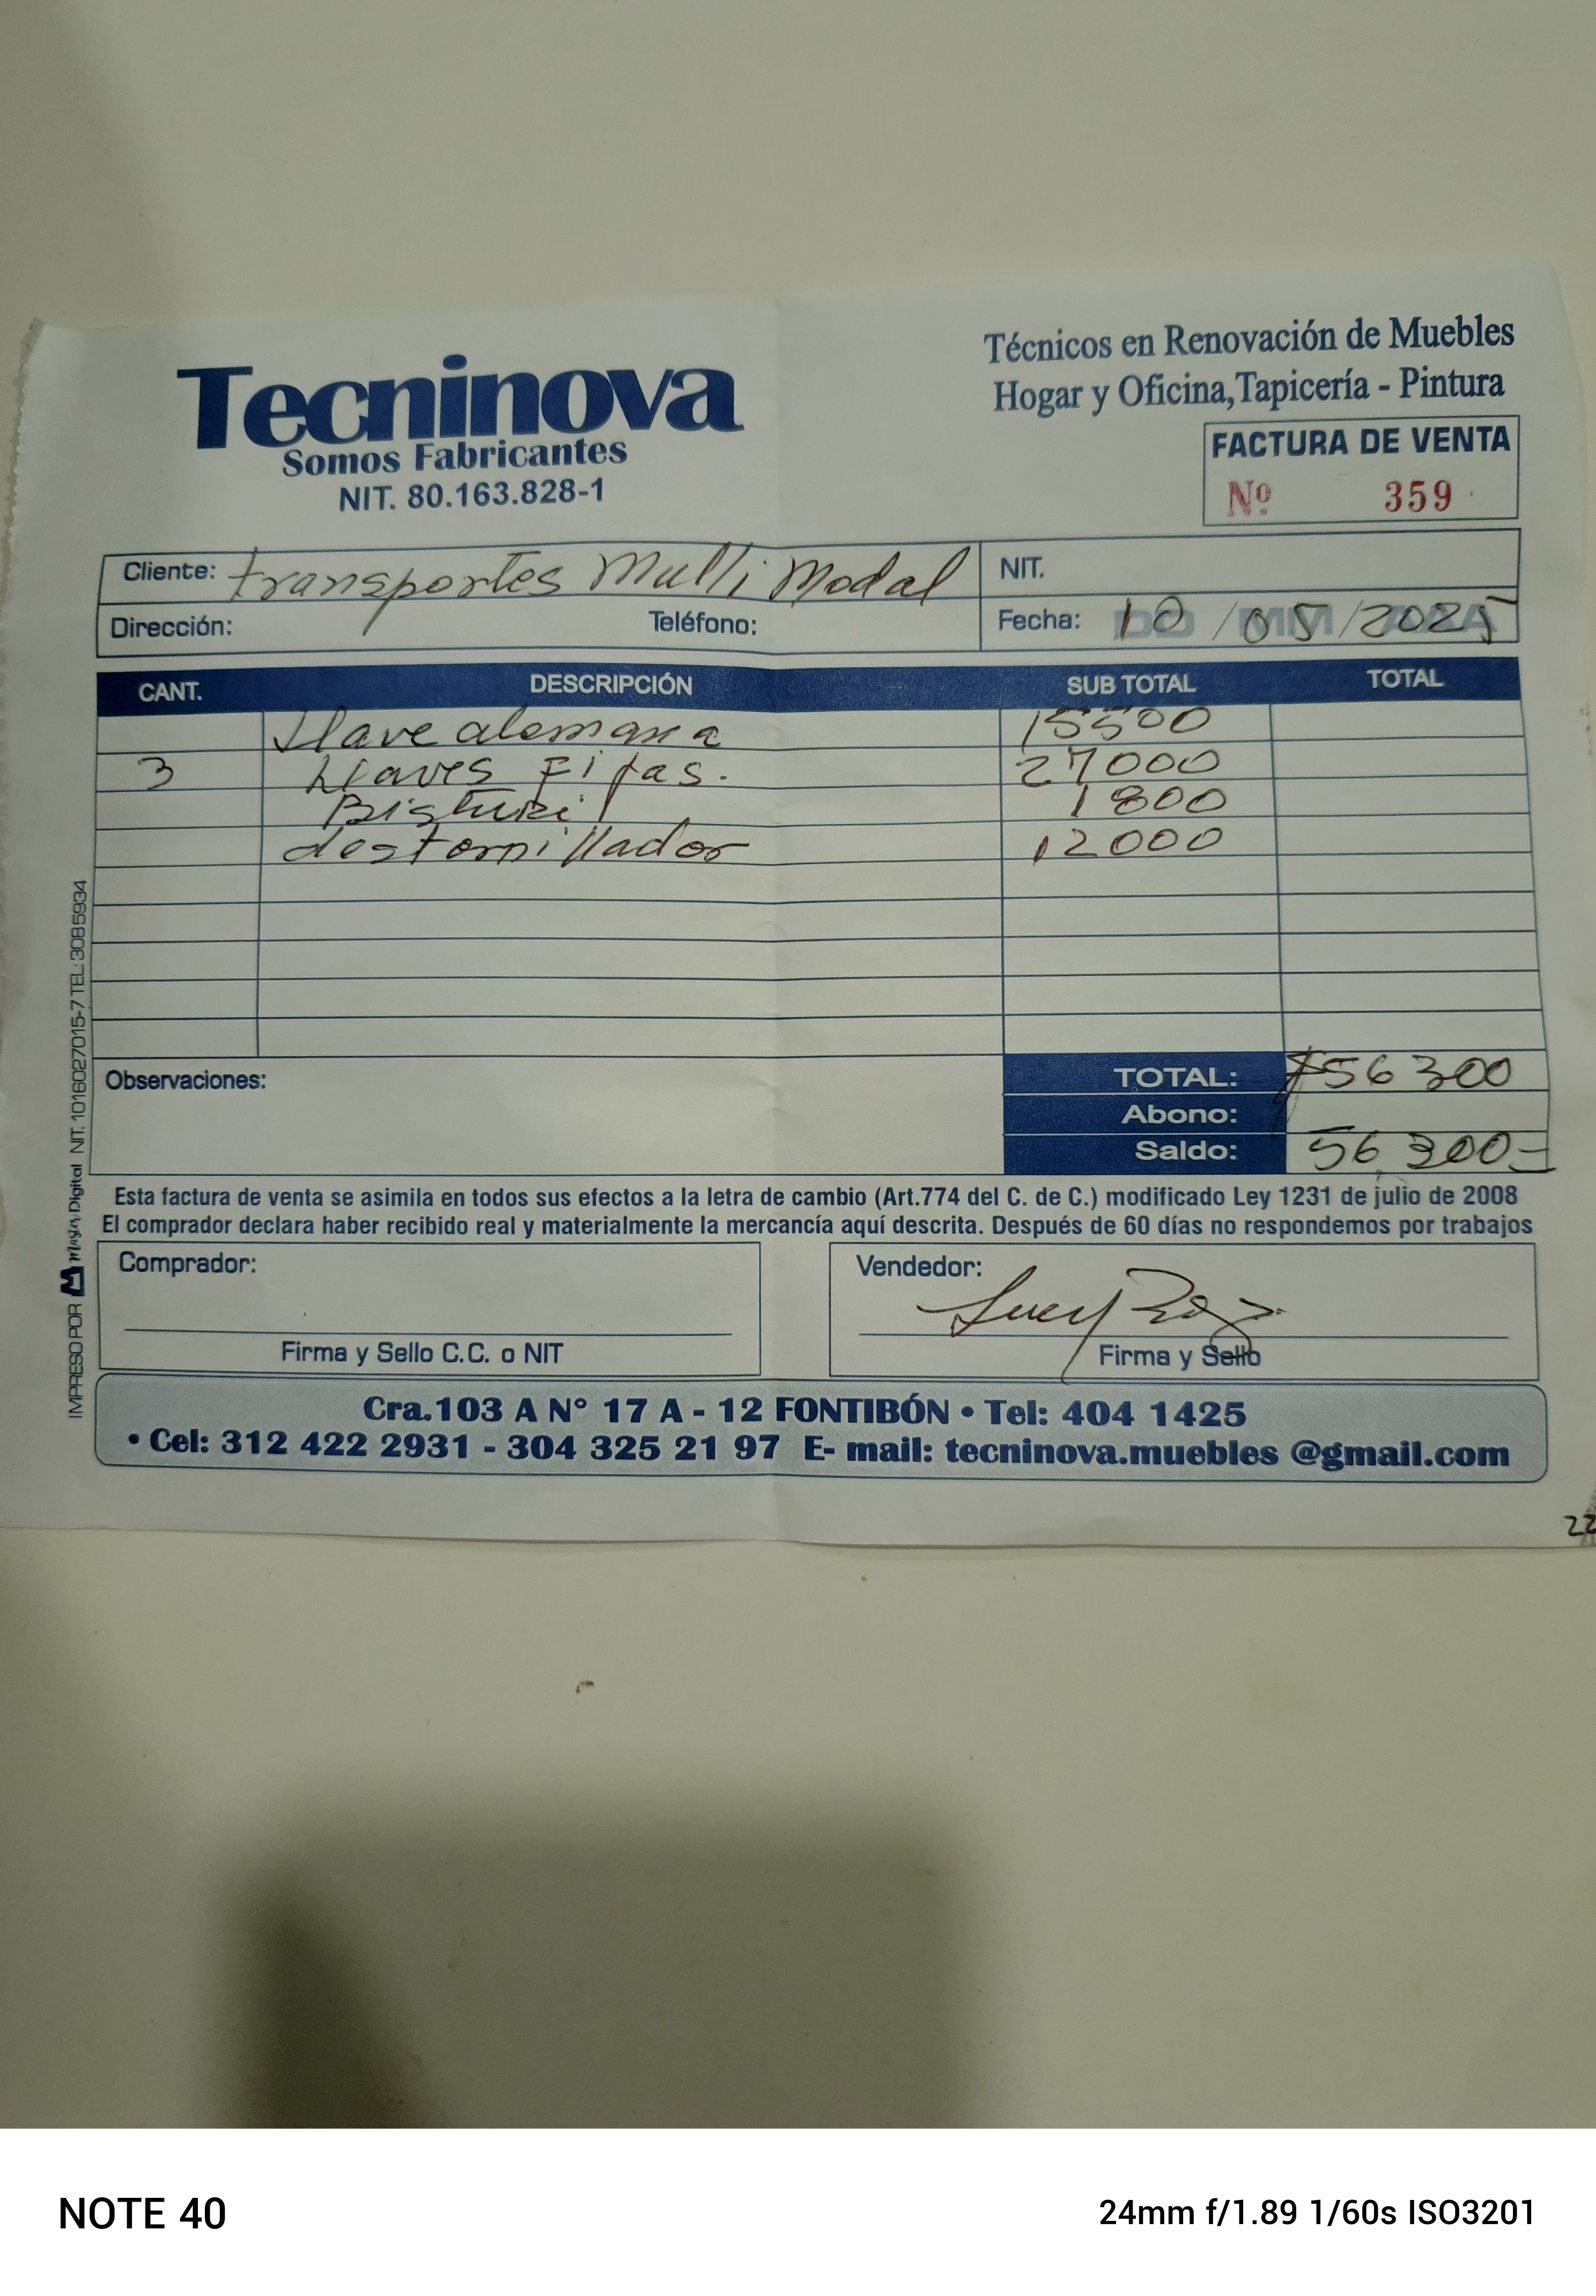 Tecninova
Somos Fabricantes
NIT. 80.163.828-1
Técnicos en Renovación de Muebles
Hogar y Oficina, Tapicería - Pintura
FACTURA DE VENTA
Nº 359
Cliente: transportes Multi Modal NIT.
Dirección: Teléfono: Fecha: 10/05/2025
CANT. DESCRIPCIÓN SUB TOTAL TOTAL
Llave alemana 15500
3 Llaves Fijas. 27000
Bisturi 1800
destornillador 12000
Observaciones:
TOTAL: $56300
Abono:
Saldo: 56,300=
Esta factura de venta se asimila en todos sus efectos a la letra de cambio (Art.774 del C. de C.) modificado Ley 1231 de julio de 2008
El comprador declara haber recibido real y materialmente la mercancía aquí descrita. Después de 60 días no respondemos por trabajos
Comprador:
Firma y Sello C.C. o NIT
Vendedor:
Firma y Sello
Cra.103 A N° 17 A - 12 FONTIBÓN • Tel: 404 1425
• Cel: 312 422 2931 - 304 325 21 97 E- mail: tecninova.muebles @gmail.com
IMPRESO POR Master Digital NIT. 1016027015-7 TEL: 3085934
22
NOTE 40
24mm f/1.89 1/60s ISO3201